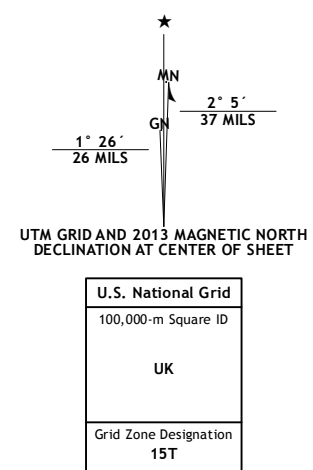 ★
MN
GN
2° 5´
37 MILS
1° 26´
26 MILS
UTM GRID AND 2013 MAGNETIC NORTH
DECLINATION AT CENTER OF SHEET
U.S. National Grid
100,000-m Square ID
UK
Grid Zone Designation
15T